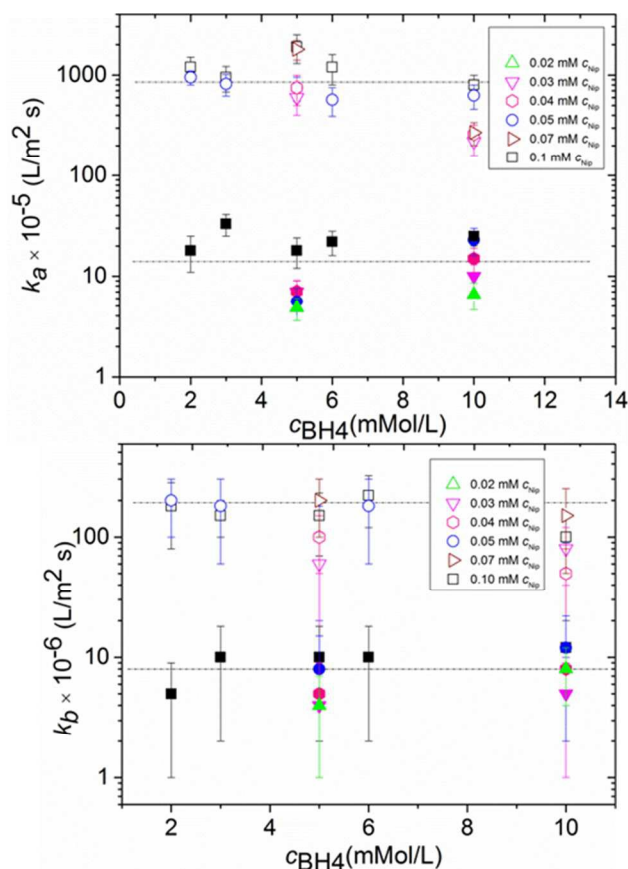 1000
100
10
1
k_a × 10⁻⁵ (L/m² s)
0.02 mM c_Nip
0.03 mM c_Nip
0.04 mM c_Nip
0.05 mM c_Nip
0.07 mM c_Nip
0.1 mM c_Nip
0 2 4 6 8 10 12 14
cBH4(mMol/L)
100
10
1
k_b × 10⁻⁶ (L/m² s)
0.02 mM c_Nip
0.03 mM c_Nip
0.04 mM c_Nip
0.05 mM c_Nip
0.07 mM c_Nip
0.10 mM c_Nip
2 4 6 8 10
cBH4(mMol/L)